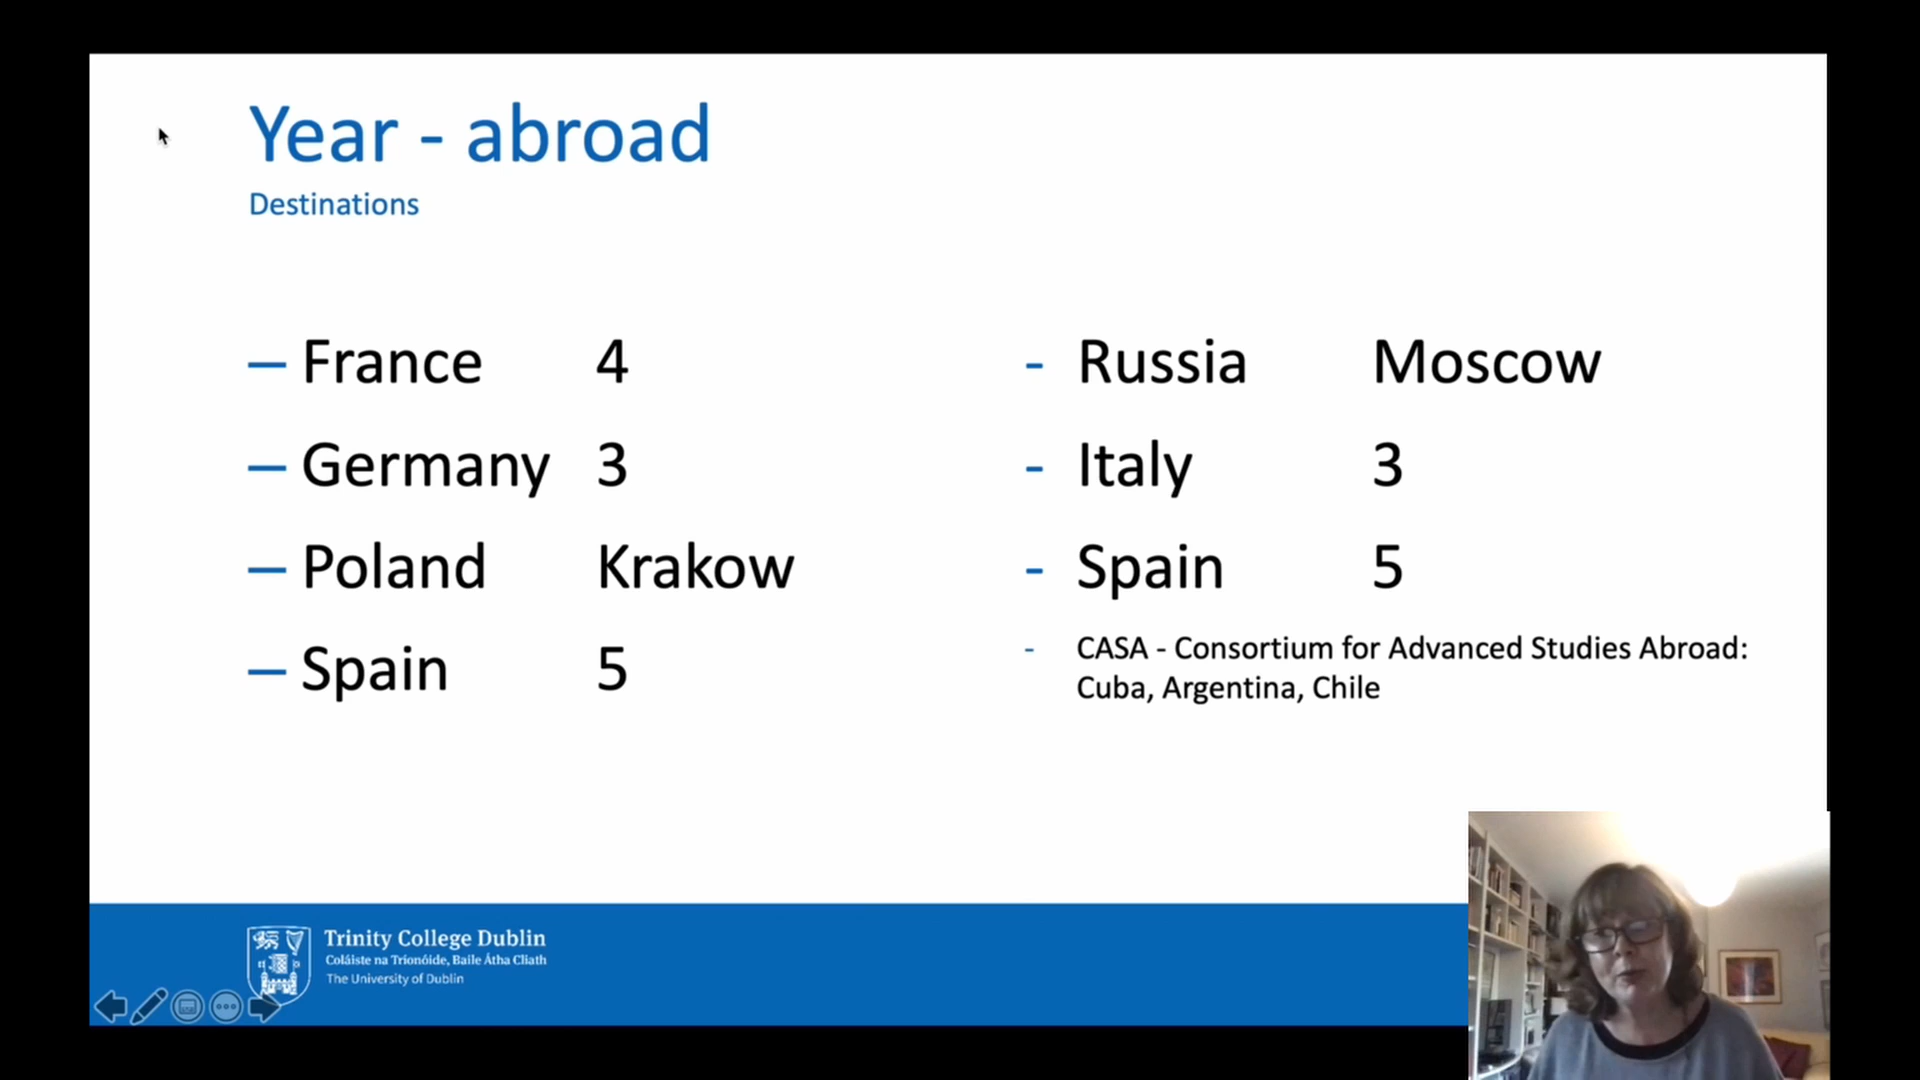 Year - abroad
Destinations
– France 4
– Germany 3
– Poland Krakow
– Spain 5
- Russia Moscow
- Italy 3
- Spain 5
- CASA - Consortium for Advanced Studies Abroad:
Cuba, Argentina, Chile
Trinity College Dublin
Coláiste na Tríonóide, Baile Átha Cliath
The University of Dublin